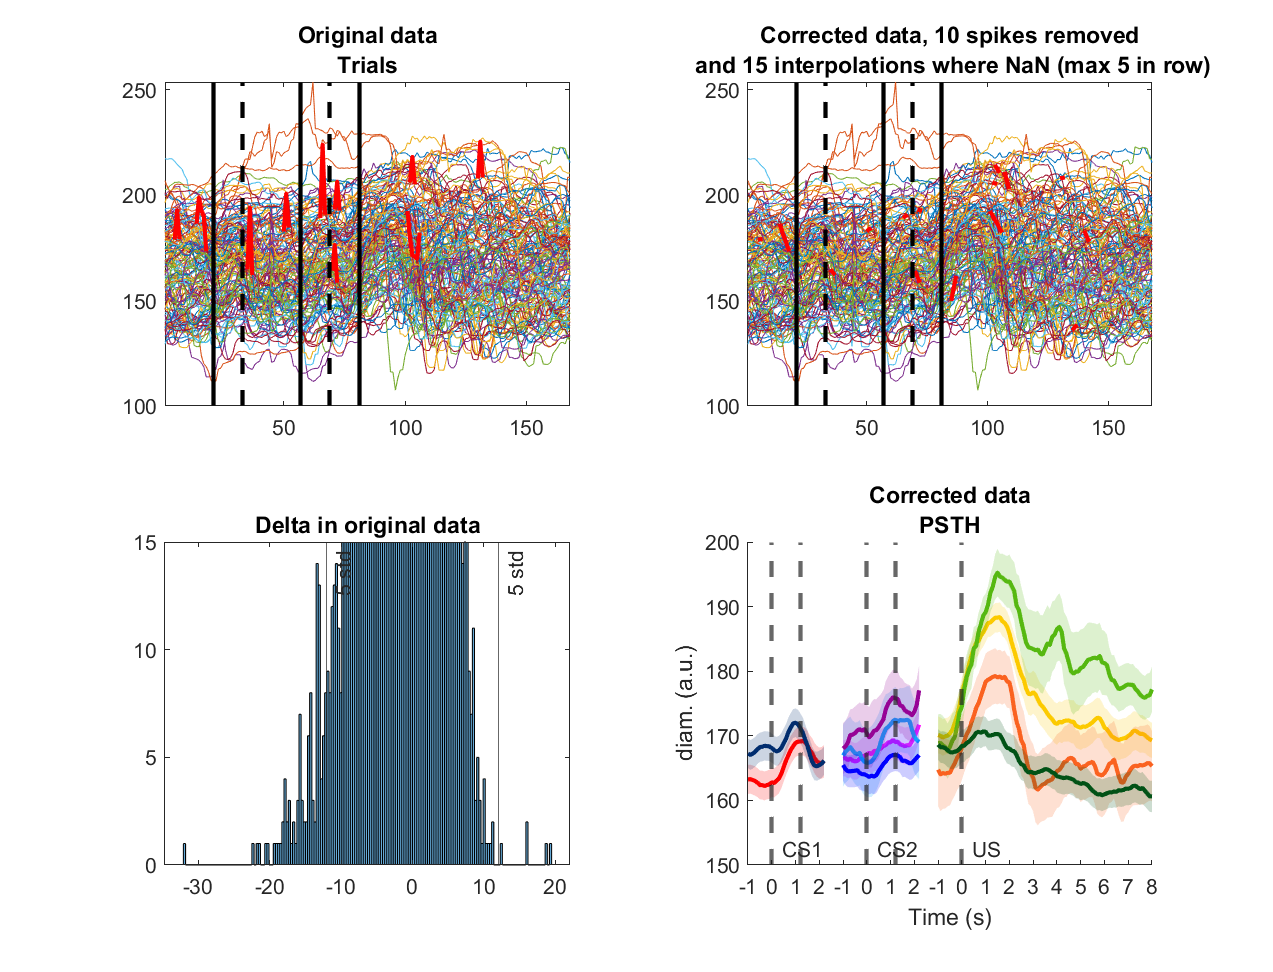 Original data
Trials
250
200
150
100
50
100
150
Corrected data, 10 spikes removed
and 15 interpolations where NaN (max 5 in row)
250
200
150
100
50
100
150
Delta in original data
15
10
5
0
-30
-20
-10
0
10
20
5 std
5 std
Corrected data
PSTH
diam. (a.u.)
200
190
180
170
160
150
CS1
CS2
US
-1 0 1 2 -1 0 1 2 -1 0 1 2 3 4 5 6 7 8
Time (s)